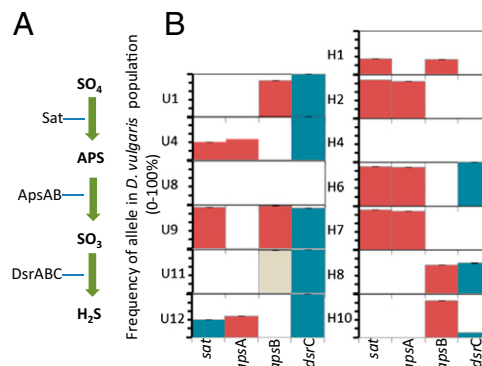 A
SO4
Sat
APS
ApsAB
SO3
DsrABC
H2S
B
Frequency of allele in D. vulgaris population
(0-100%)
U1
U4
U8
U9
U11
U12
sat
apsA
apsB
dsrC
H1
H2
H4
H6
H7
H8
H10
sat
apsA
apsB
dsrC